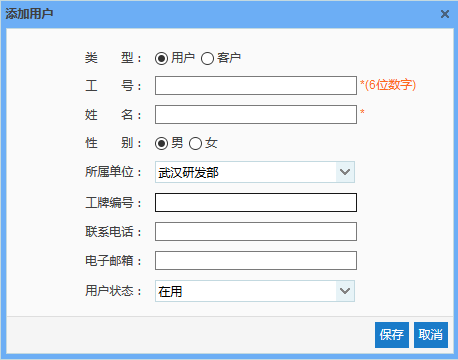 添加用户
类 型： 用户 客户
工 号： *(6位数字)
姓 名： *
性 别： 男 女
所属单位： 武汉研发部
工牌编号：
联系电话：
电子邮箱：
用户状态： 在用
保存 取消